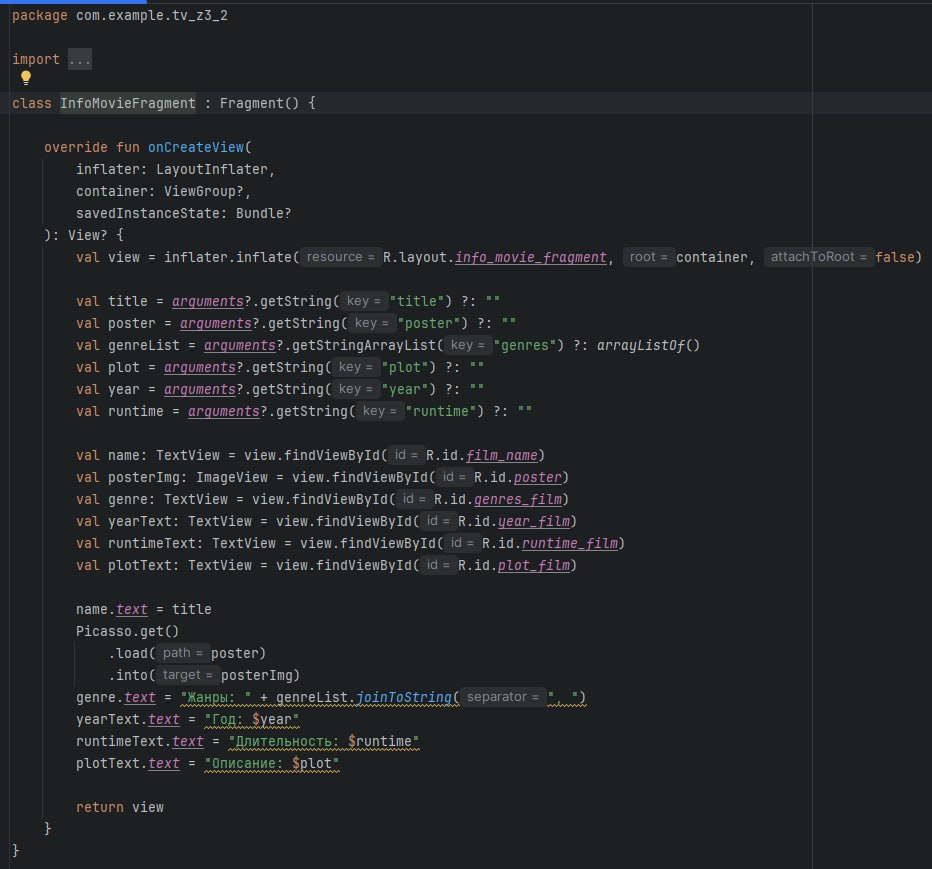 package com.example.tv_z3_2
import ...
class InfoMovieFragment : Fragment() {
override fun onCreateView(
inflater: LayoutInflater,
container: ViewGroup?,
savedInstanceState: Bundle?
): View? {
val view = inflater.inflate( resource = R.layout.info_movie_fragment, root = container, attachToRoot = false)
val title = arguments?.getString( key = "title") ?: ""
val poster = arguments?.getString( key = "poster") ?: ""
val genreList = arguments?.getStringArrayList( key = "genres") ?: arrayListOf()
val plot = arguments?.getString( key = "plot") ?: ""
val year = arguments?.getString( key = "year") ?: ""
val runtime = arguments?.getString( key = "runtime") ?: ""
val name: TextView = view.findViewById( id = R.id.film_name)
val posterImg: ImageView = view.findViewById( id = R.id.poster)
val genre: TextView = view.findViewById( id = R.id.genres_film)
val yearText: TextView = view.findViewById( id = R.id.year_film)
val runtimeText: TextView = view.findViewById( id = R.id.runtime_film)
val plotText: TextView = view.findViewById( id = R.id.plot_film)
name.text = title
Picasso.get()
.load( path = poster)
.into( target = posterImg)
genre.text = "Жанры: " + genreList.joinToString( separator = ", ")
yearText.text = "Год: $year"
runtimeText.text = "Длительность: $runtime"
plotText.text = "Описание: $plot"
return view
}
}